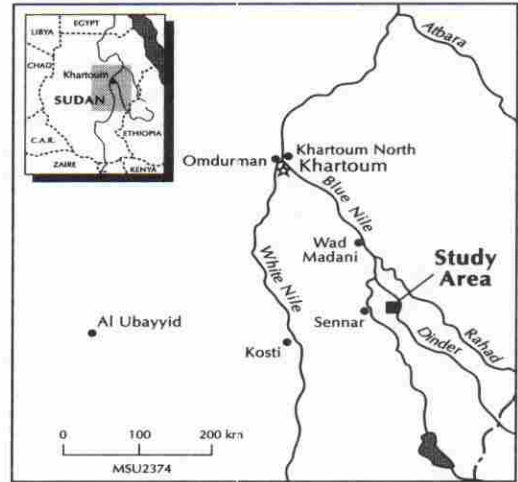 EGYPT
LIBYA
CHAD
Khartoum
SUDAN
C.A.R.
ETHIOPIA
ZAIRE
KENYA
Atbara
Khartoum North
Omdurman
Khartoum
Blue Nile
White Nile
Wad
Madani
Study
Area
Sennar
Dinder
Rahad
Al Ubayyid
Kosti
0 100 200 km
MSU2374